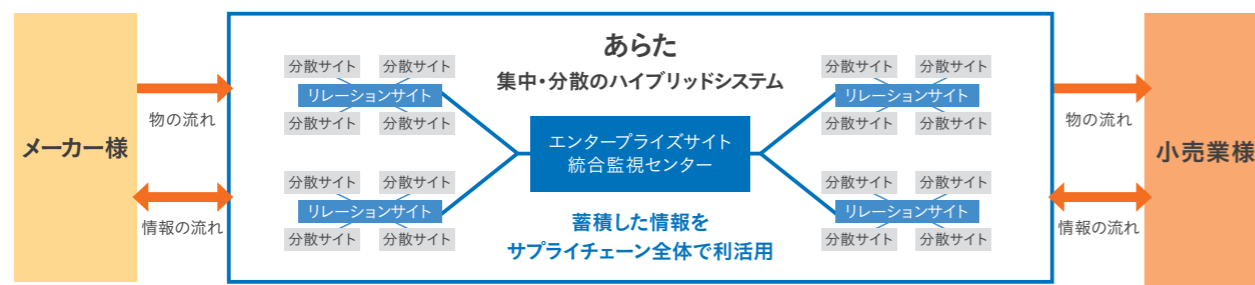 メーカー様
物の流れ
情報の流れ
あらた
集中・分散のハイブリッドシステム
分散サイト 分散サイト
リレーションサイト
分散サイト 分散サイト
分散サイト 分散サイト
リレーションサイト
分散サイト 分散サイト
エンタープライズサイト
統合監視センター
蓄積した情報を
サプライチェーン全体で利活用
分散サイト 分散サイト
リレーションサイト
分散サイト 分散サイト
分散サイト 分散サイト
リレーションサイト
分散サイト 分散サイト
物の流れ
情報の流れ
小売業様